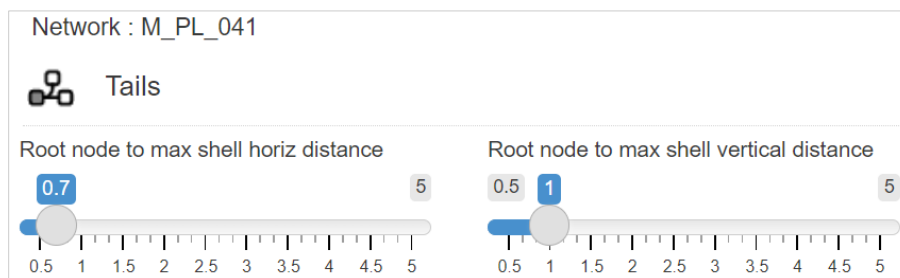 Network : M_PL_041
Tails
Root node to max shell horiz distance
0.7 5
0.5 1 1.5 2 2.5 3 3.5 4 4.5 5
Root node to max shell vertical distance
0.5 1 5
0.5 1 1.5 2 2.5 3 3.5 4 4.5 5